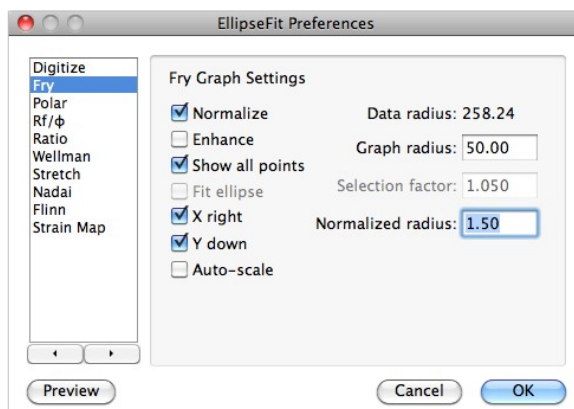 EllipseFit Preferences
Digitize
Fry
Polar
Rf/ϕ
Ratio
Wellman
Stretch
Nadai
Flinn
Strain Map
Fry Graph Settings
Normalize
Data radius: 258.24
Enhance
Graph radius: 50.00
Show all points
Fit ellipse
Selection factor: 1.050
X right
Normalized radius: 1.50
Y down
Auto-scale
Preview
Cancel
OK